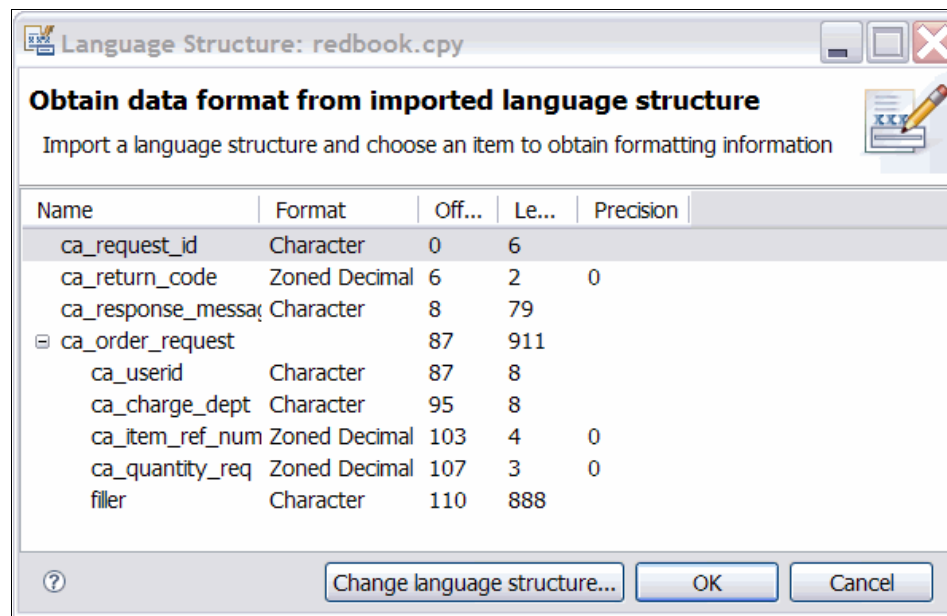 Language Structure: redbook.cpy
Obtain data format from imported language structure
Import a language structure and choose an item to obtain formatting information
Name Format Off... Le... Precision
ca_request_id Character 0 6
ca_return_code Zoned Decimal 6 2 0
ca_response_messag Character 8 79
ca_order_request 87 911
ca_userid Character 87 8
ca_charge_dept Character 95 8
ca_item_ref_num Zoned Decimal 103 4 0
ca_quantity_req Zoned Decimal 107 3 0
filler Character 110 888
Change language structure... OK Cancel